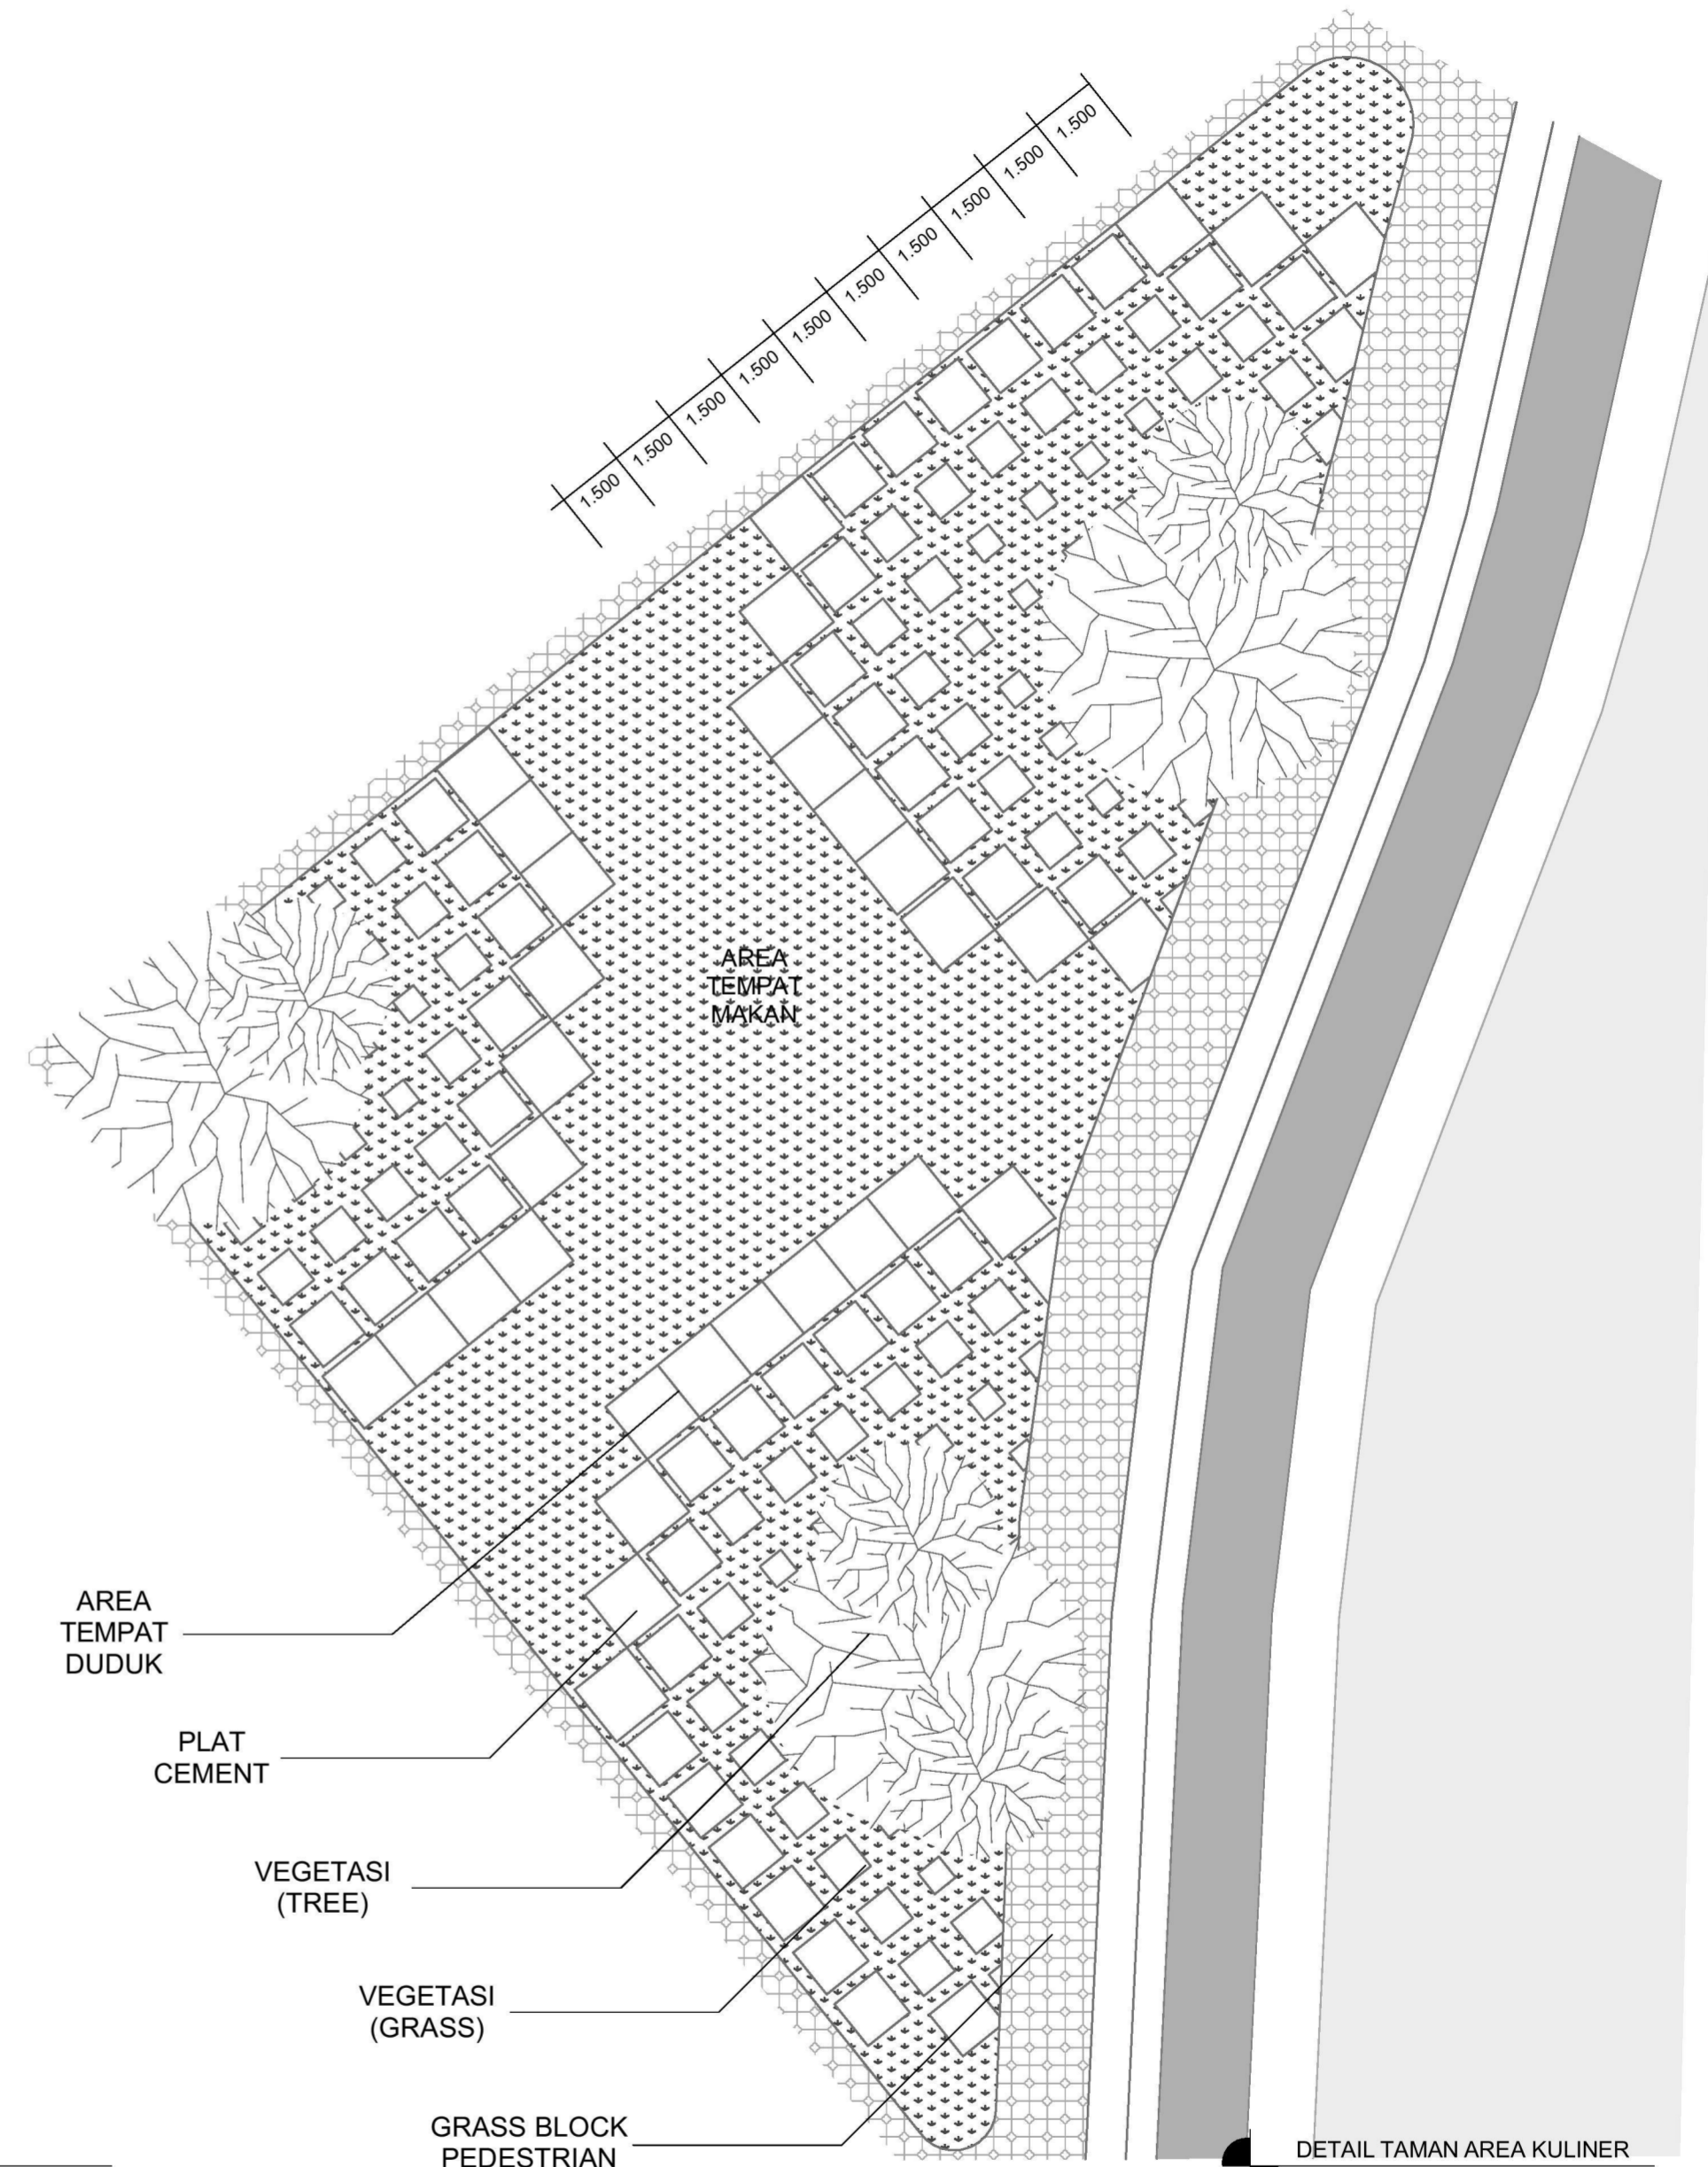 1.500
1.500
1.500
1.500
1.500
1.500
1.500
1.500
1.500
1.500
AREA
TEMPAT
MAKAN
AREA
TEMPAT
DUDUK
PLAT
CEMENT
VEGETASI
(TREE)
VEGETASI
(GRASS)
GRASS BLOCK
PEDESTRIAN
DETAIL TAMAN AREA KULINER